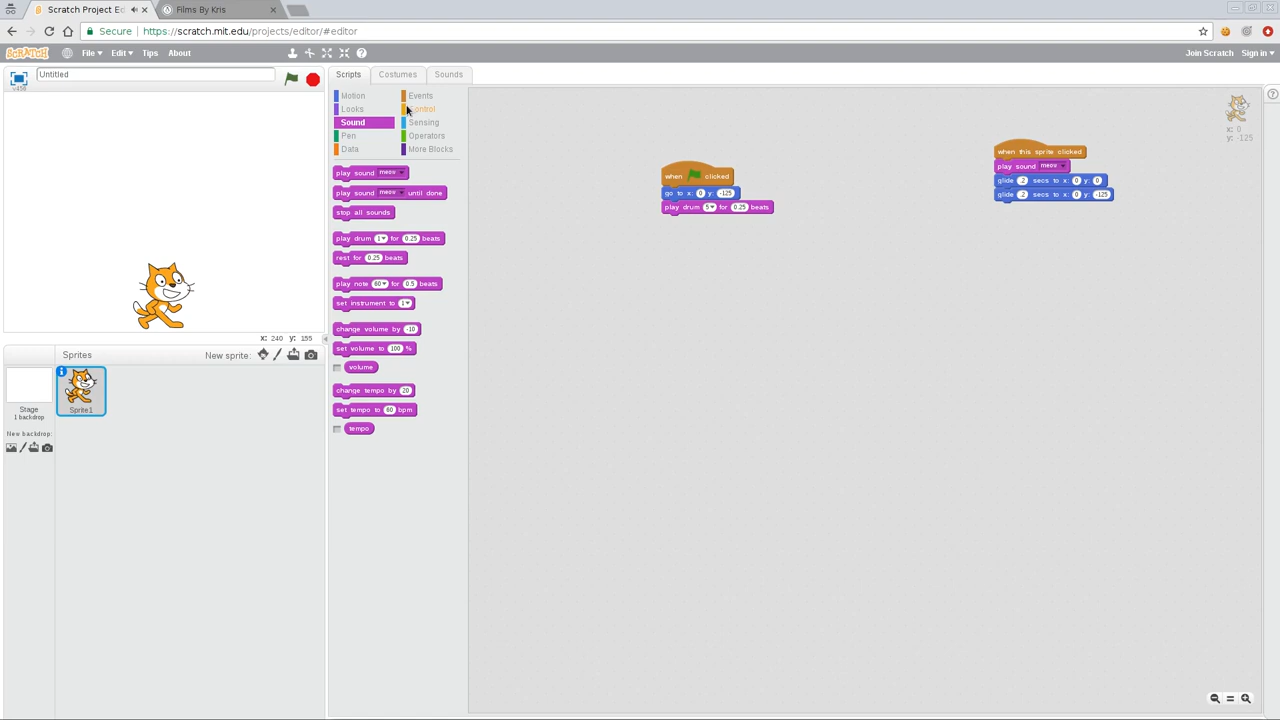 Scratch Project Ed
Films By Kris
Secure
https://scratch.mit.edu/projects/editor/#editor
SCRATCH
File
Edit
Tips
About
Join Scratch
Sign in
Untitled
v456
Scripts
Costumes
Sounds
Motion
Events
Looks
Control
Sound
Sensing
Pen
Operators
Data
More Blocks
play sound meow
play sound meow until done
stop all sounds
play drum 1 for 0.25 beats
rest for 0.25 beats
play note 60 for 0.5 beats
set instrument to 1
change volume by -10
set volume to 100 %
volume
change tempo by 20
set tempo to 60 bpm
tempo
when clicked
go to x: 0 y: -125
play drum 5 for 0.25 beats
when this sprite clicked
play sound meow
glide .2 secs to x: 0 y: 0
glide .2 secs to x: 0 y: -125
x: 0
y: -125
x: 240 y: 155
Sprites
New sprite:
Stage
1 backdrop
Sprite1
New backdrop: